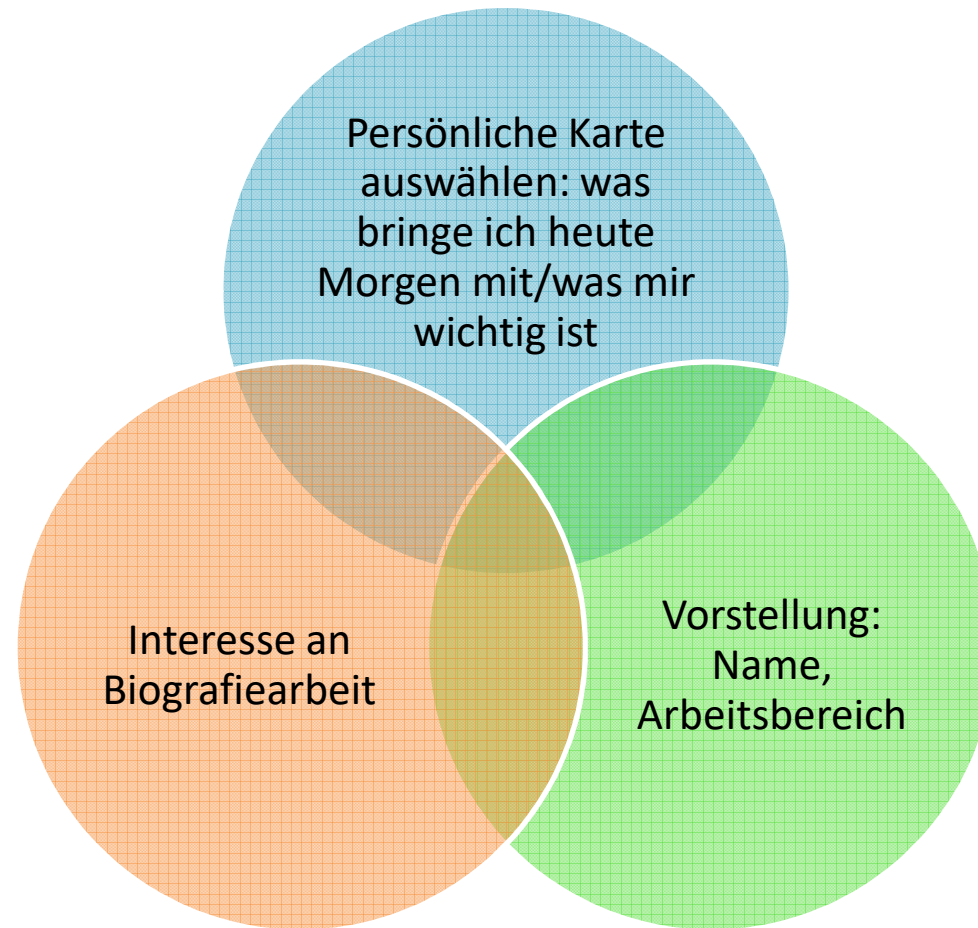 Persönliche Karte
auswählen: was
bringe ich heute
Morgen mit/was mir
wichtig ist
Interesse an
Biografiearbeit
Vorstellung:
Name,
Arbeitsbereich